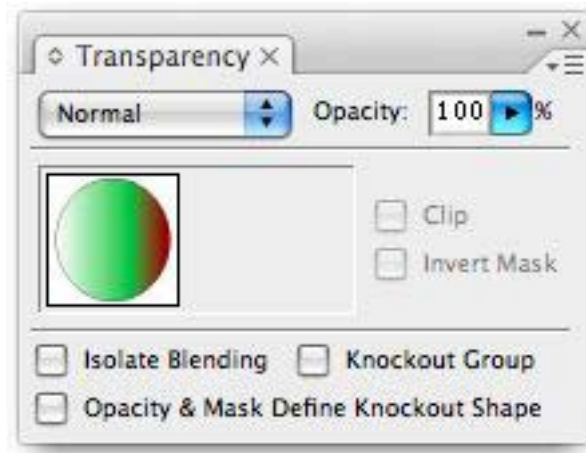 Transparency
Normal Opacity: 100 %
Clip
Invert Mask
Isolate Blending Knockout Group
Opacity & Mask Define Knockout Shape